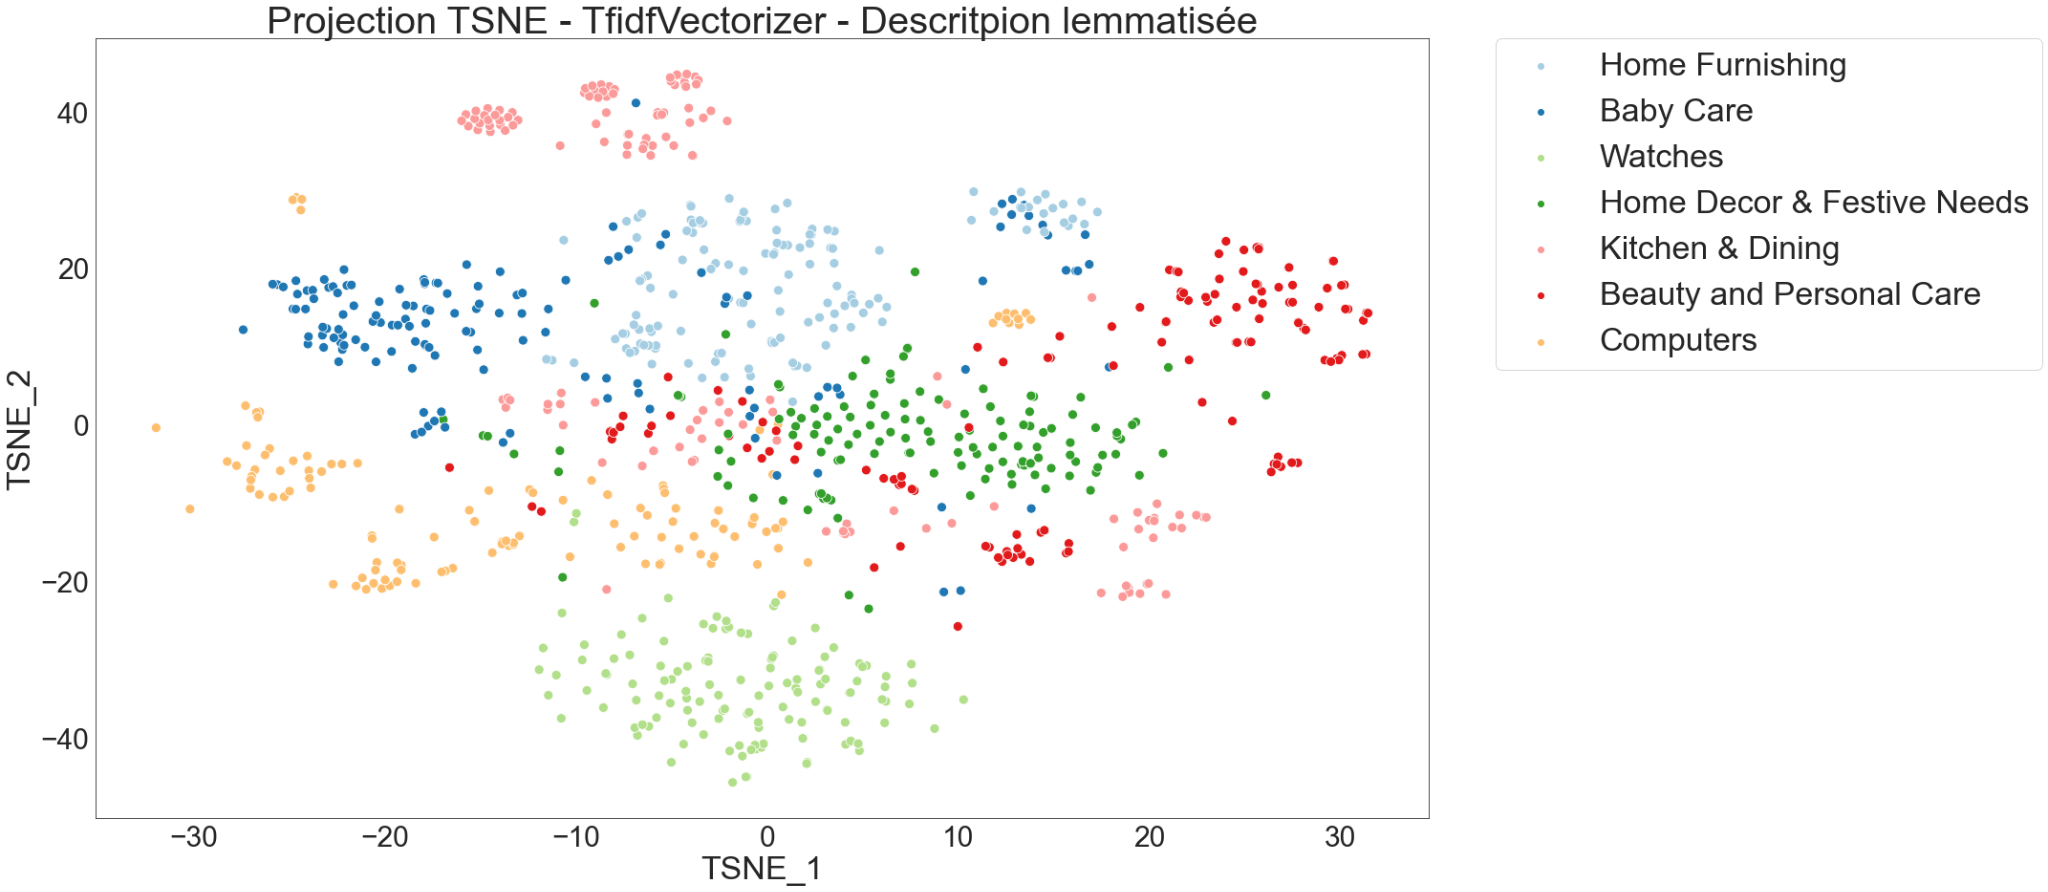 Projection TSNE - TfidfVectorizer - Descritpion lemmatisée
Home Furnishing
Baby Care
Watches
Home Decor & Festive Needs
Kitchen & Dining
Beauty and Personal Care
Computers
TSNE_2
40
20
0
−20
−40
−30 −20 −10 0 10 20 30
TSNE_1